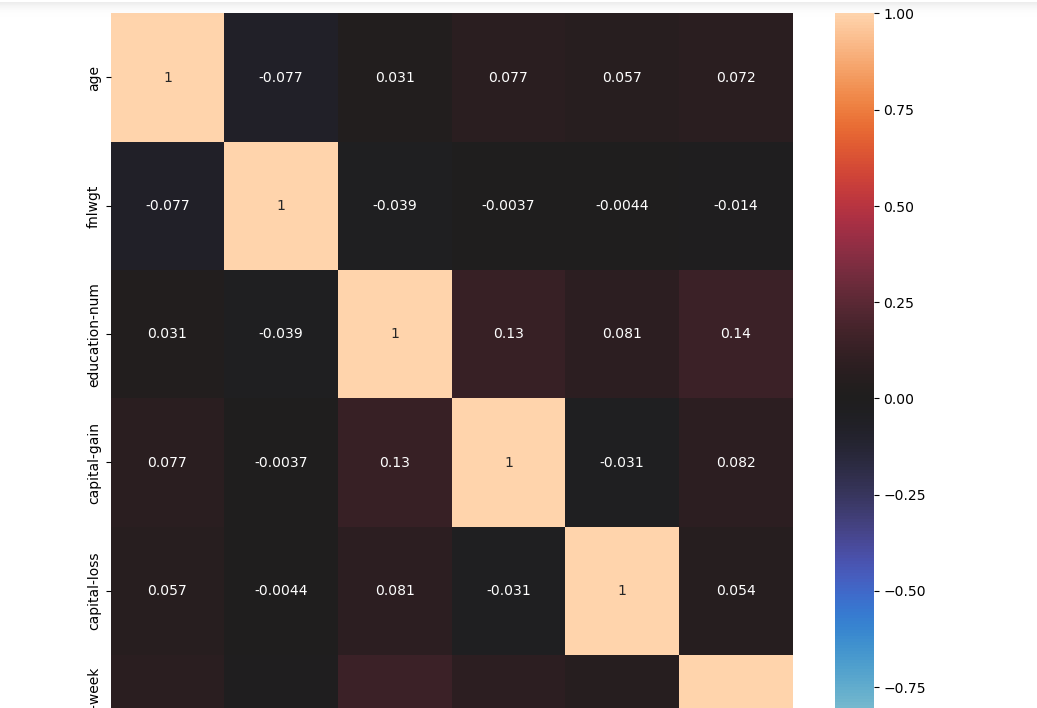 1.00
age
1 -0.077 0.031 0.077 0.057 0.072
0.75
fnlwgt
-0.077 1 -0.039 -0.0037 -0.0044 -0.014
0.50
0.25
education-num
0.031 -0.039 1 0.13 0.081 0.14
0.00
capital-gain
0.077 -0.0037 0.13 1 -0.031 0.082
−0.25
capital-loss
0.057 -0.0044 0.081 -0.031 1 0.054
−0.50
-week
−0.75